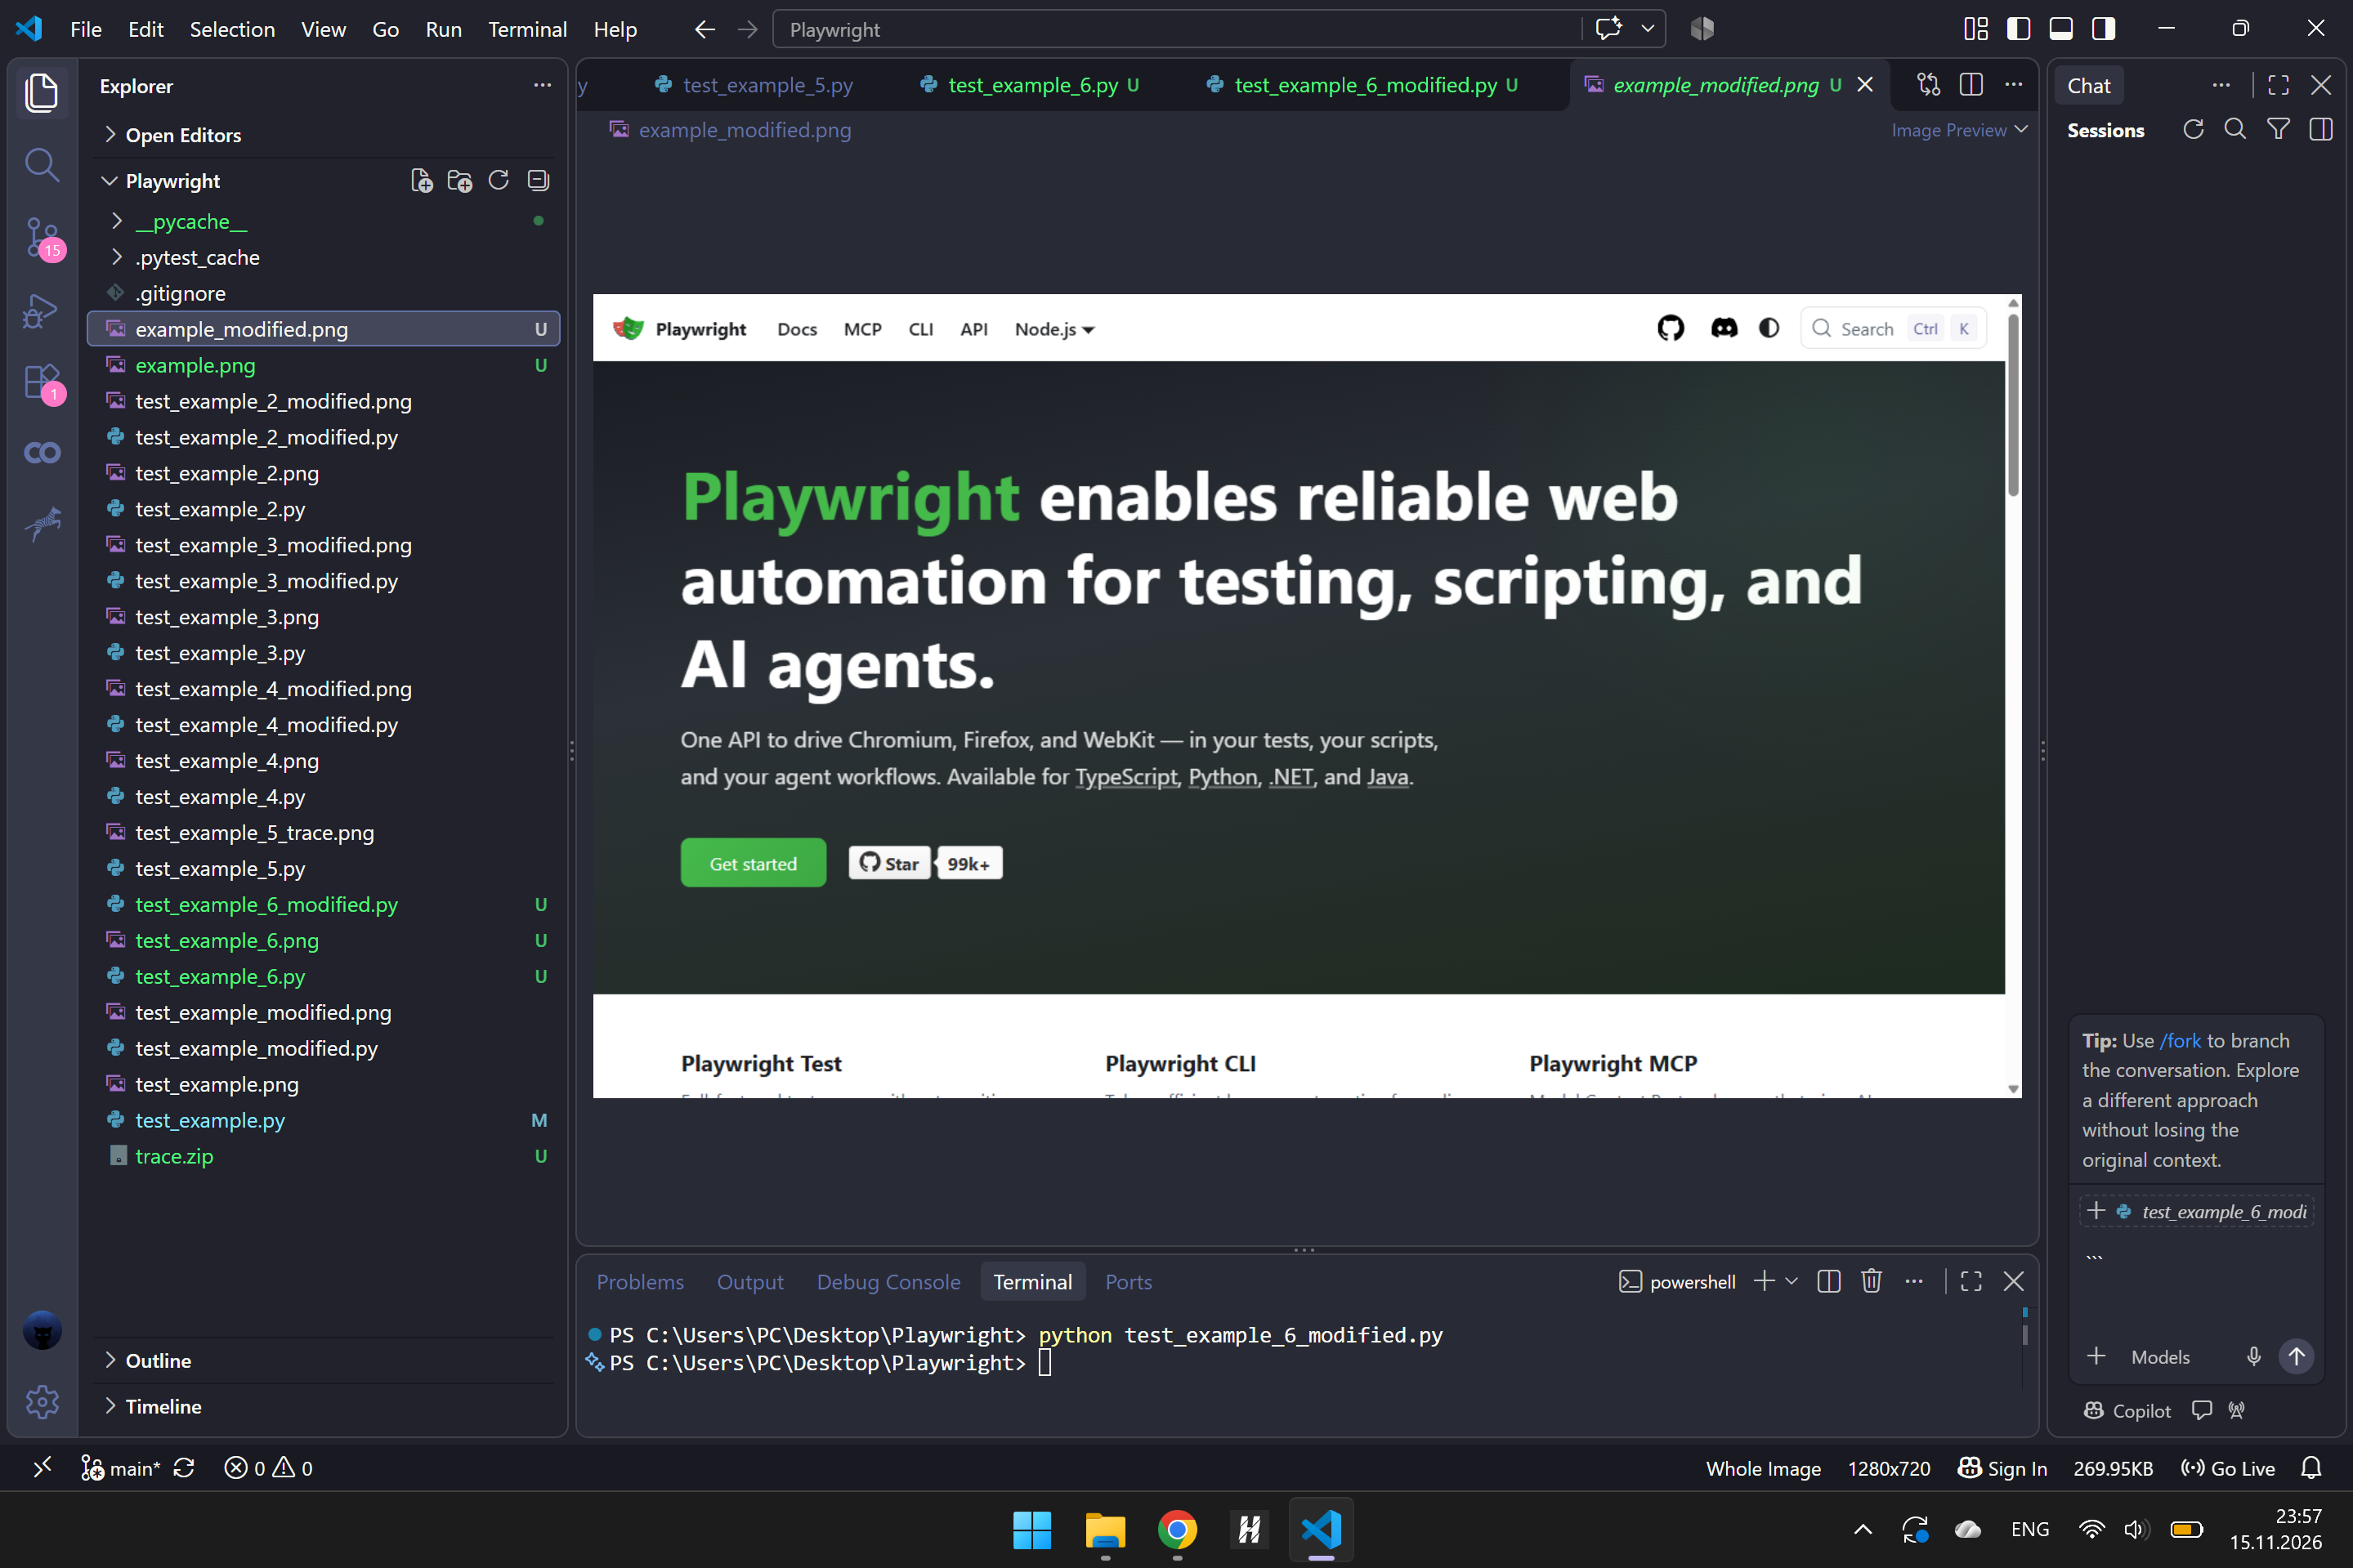 File Edit Selection View Go Run Terminal Help
Playwright
Explorer
Open Editors
Playwright
__pycache__
.pytest_cache
.gitignore
example_modified.png U
example.png U
test_example_2_modified.png
test_example_2_modified.py
test_example_2.png
test_example_2.py
test_example_3_modified.png
test_example_3_modified.py
test_example_3.png
test_example_3.py
test_example_4_modified.png
test_example_4_modified.py
test_example_4.png
test_example_4.py
test_example_5_trace.png
test_example_5.py
test_example_6_modified.py U
test_example_6.png U
test_example_6.py U
test_example_modified.png
test_example_modified.py
test_example.png
test_example.py M
trace.zip U
Outline
Timeline
15
1
y test_example_5.py test_example_6.py U test_example_6_modified.py U example_modified.png U
example_modified.png
Image Preview
Playwright Docs MCP CLI API Node.js Search Ctrl K
Playwright enables reliable web
automation for testing, scripting, and
AI agents.
One API to drive Chromium, Firefox, and WebKit — in your tests, your scripts,
and your agent workflows. Available for TypeScript, Python, .NET, and Java.
Get started Star 99k+
Playwright Test Playwright CLI Playwright MCP
Problems Output Debug Console Terminal Ports powershell
PS C:\Users\PC\Desktop\Playwright> python test_example_6_modified.py
PS C:\Users\PC\Desktop\Playwright>
Chat
Sessions
Tip: Use /fork to branch
the conversation. Explore
a different approach
without losing the
original context.
test_example_6_modi
```
Models
Copilot
main* 0 0 Whole Image 1280x720 Sign In 269.95KB Go Live
ENG
23:57
15.11.2026